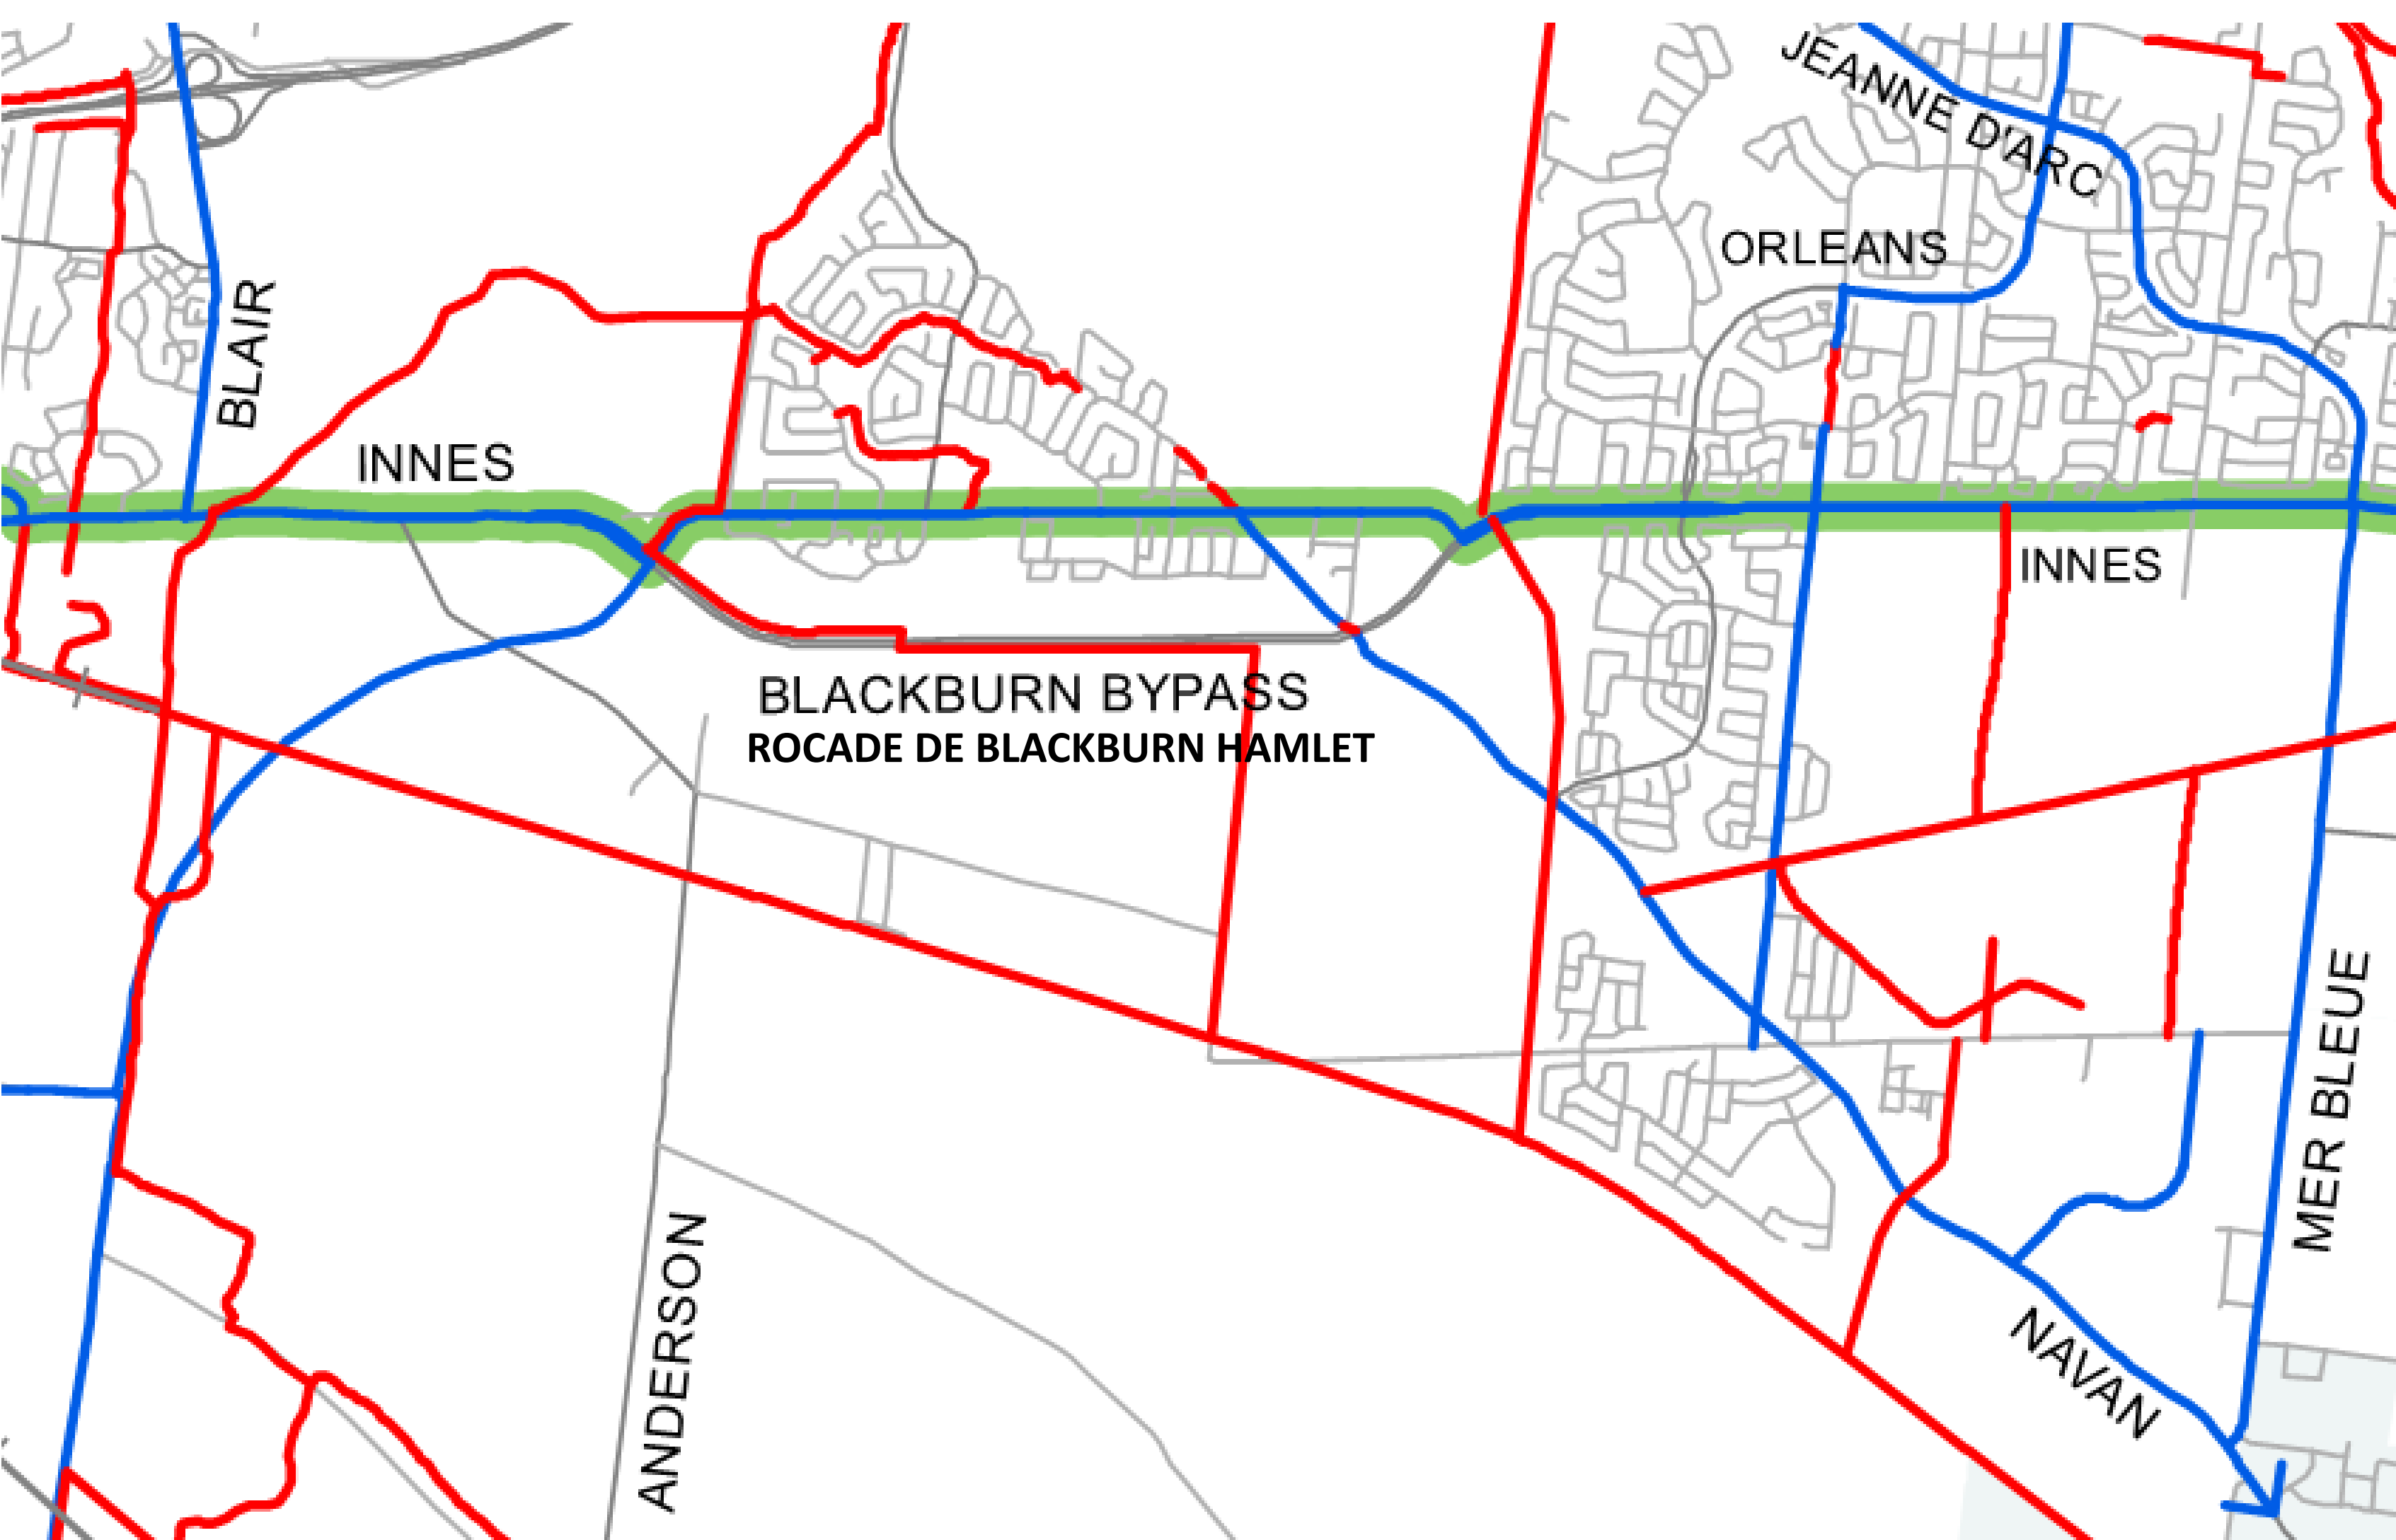 JEANNE D'ARC
ORLEANS
BLAIR
INNES
INNES
BLACKBURN BYPASS
ROCADE DE BLACKBURN HAMLET
MER BLEUE
ANDERSON
NAVAN